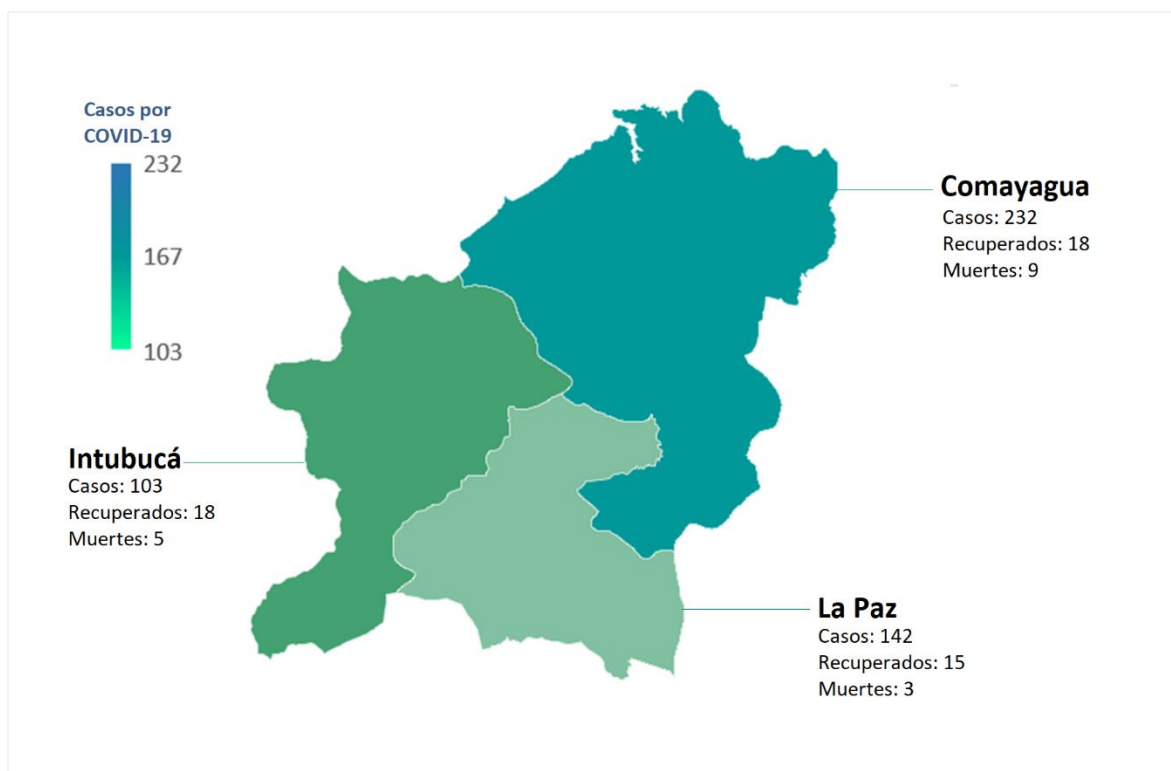 Casos por
COVID-19
232
167
103
Comayagua
Casos: 232
Recuperados: 18
Muertes: 9
Intubucá
Casos: 103
Recuperados: 18
Muertes: 5
La Paz
Casos: 142
Recuperados: 15
Muertes: 3